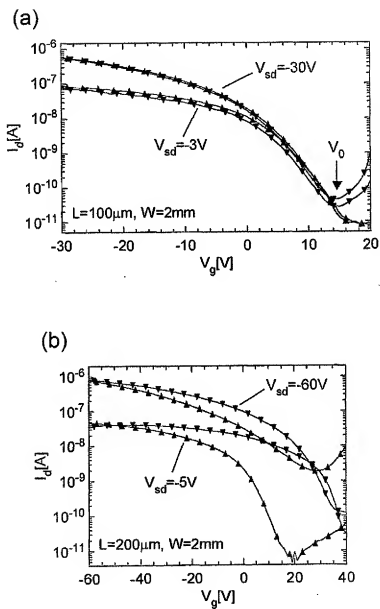 (a)
10⁻⁶
10⁻⁷
10⁻⁸
10⁻⁹
10⁻¹⁰
10⁻¹¹
I_d[A]
V_sd=-30V
V_sd=-3V
V₀
L=100μm, W=2mm
-30 -20 -10 0 10 20
V_g[V]
(b)
10⁻⁶
10⁻⁷
10⁻⁸
10⁻⁹
10⁻¹⁰
10⁻¹¹
I_d[A]
V_sd=-60V
V_sd=-5V
L=200μm, W=2mm
-60 -40 -20 0 20 40
V_g[V]